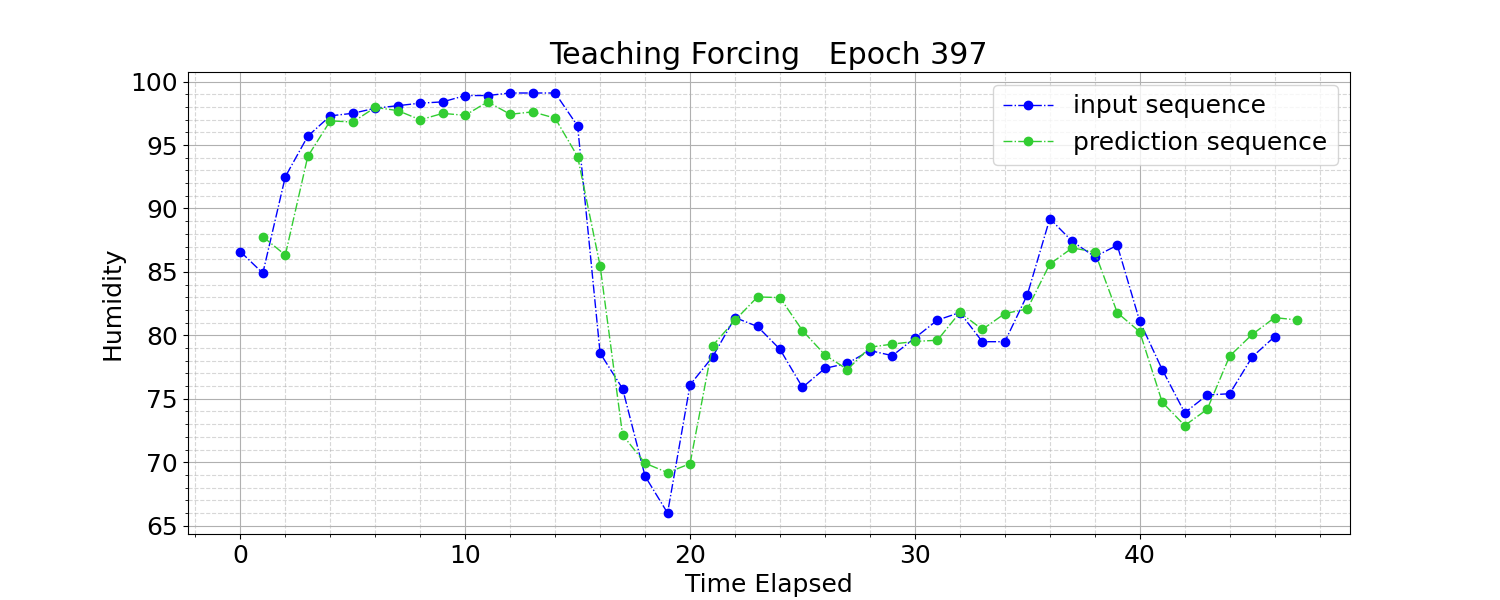 Teaching Forcing   Epoch 397
100
95
90
85
80
75
70
65
Humidity
input sequence
prediction sequence
0 10 20 30 40
Time Elapsed